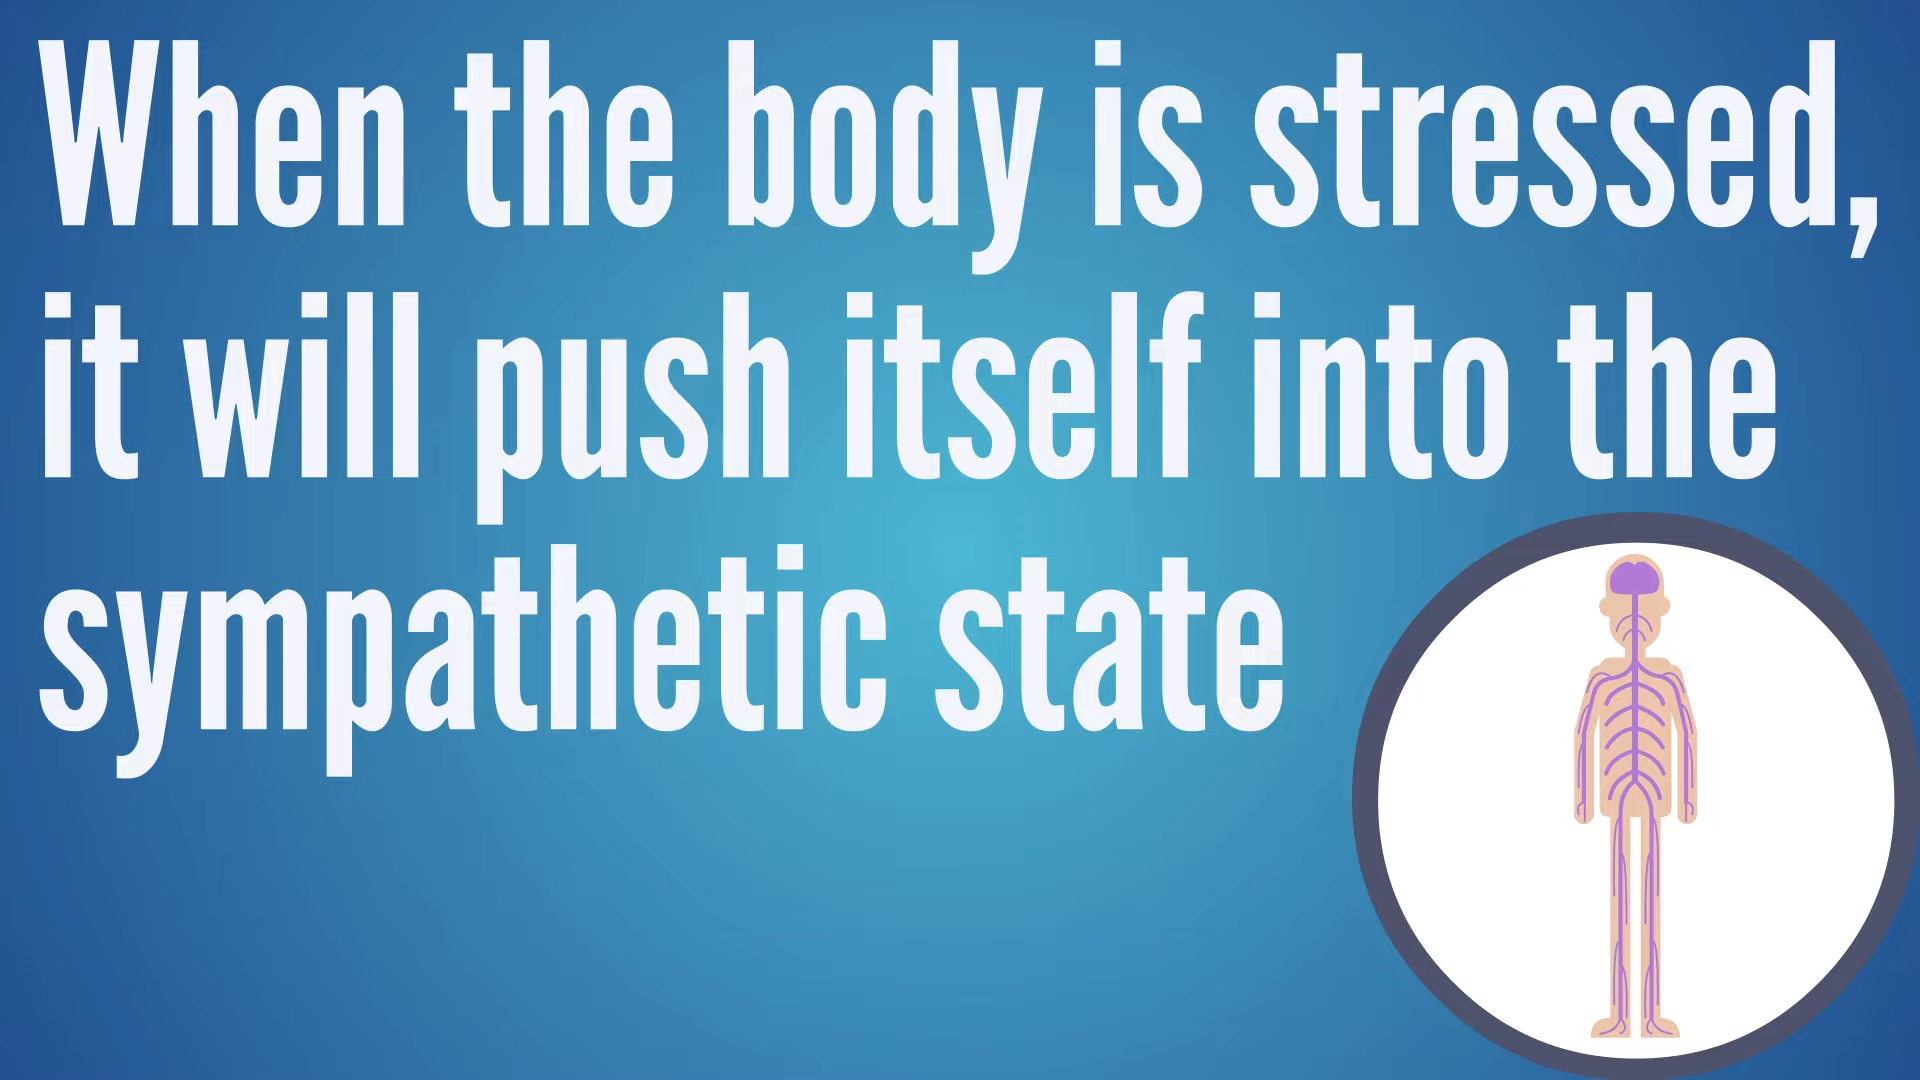 When the body is stressed,
it will push itself into the
sympathetic state